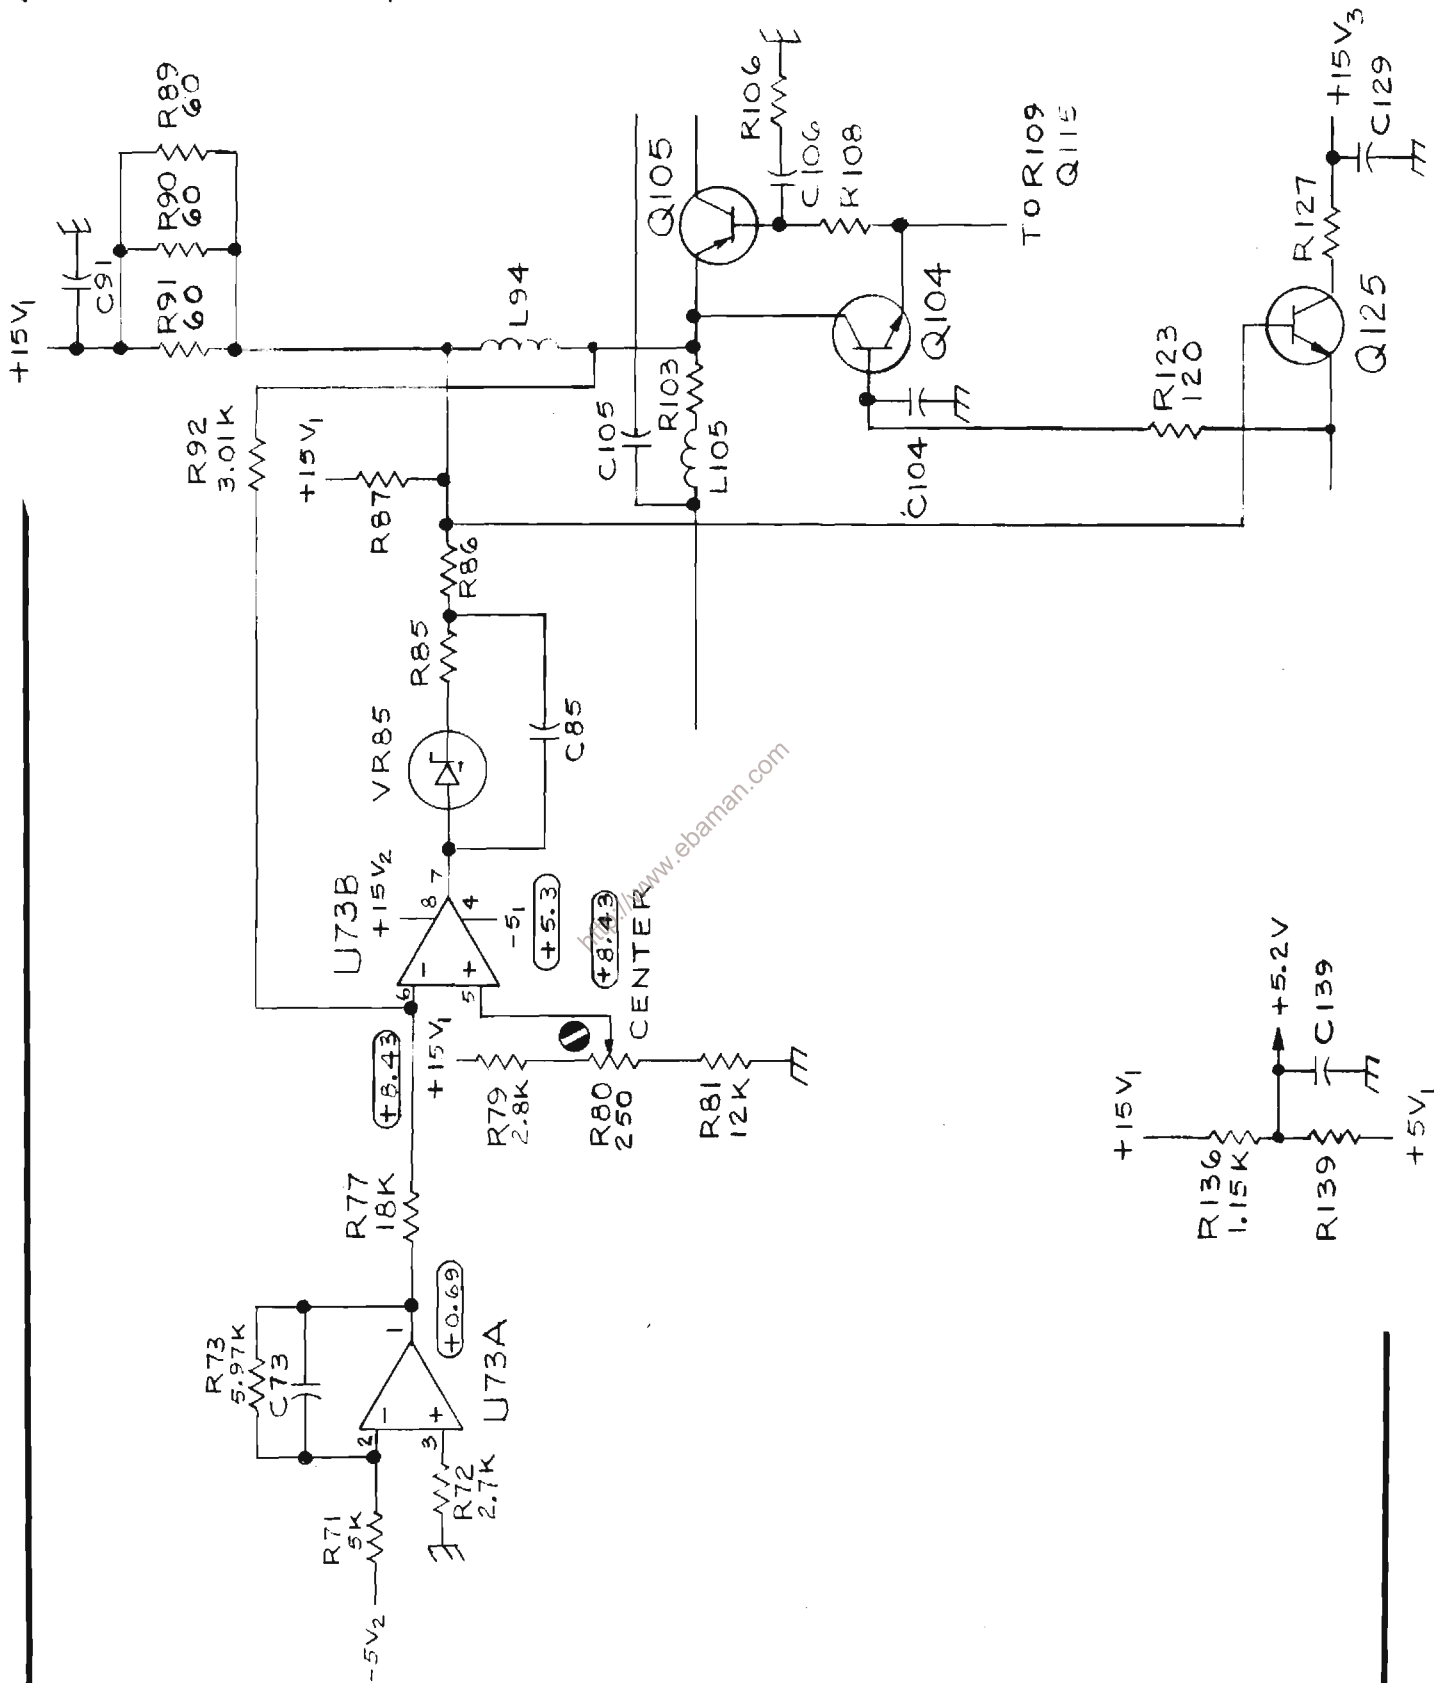 +15V1
C91
R91
60
R90
60
R89
60
R92
3.01K
+15V1
R87
L94
C105
R103
L105
Q105
R106
C106
R108
TO R109
Q115
Q104
C104
R123
120
R127
+15V3
C129
Q125
R86
R85
VR85
C85
U73B
+15V2
8
7
4
-51
+5.3
6
5
-
+
+8.43
+8.43
CENTER
+15V1
R79
2.8K
R80
250
R81
12K
R77
18K
+0.69
R73
5.97K
C73
1
2
3
-
+
U73A
R71
5K
R72
2.7K
-5V2
+15V1
R136
1.15K
+5.2V
C139
R139
+5V1
http://www.ebaman.com